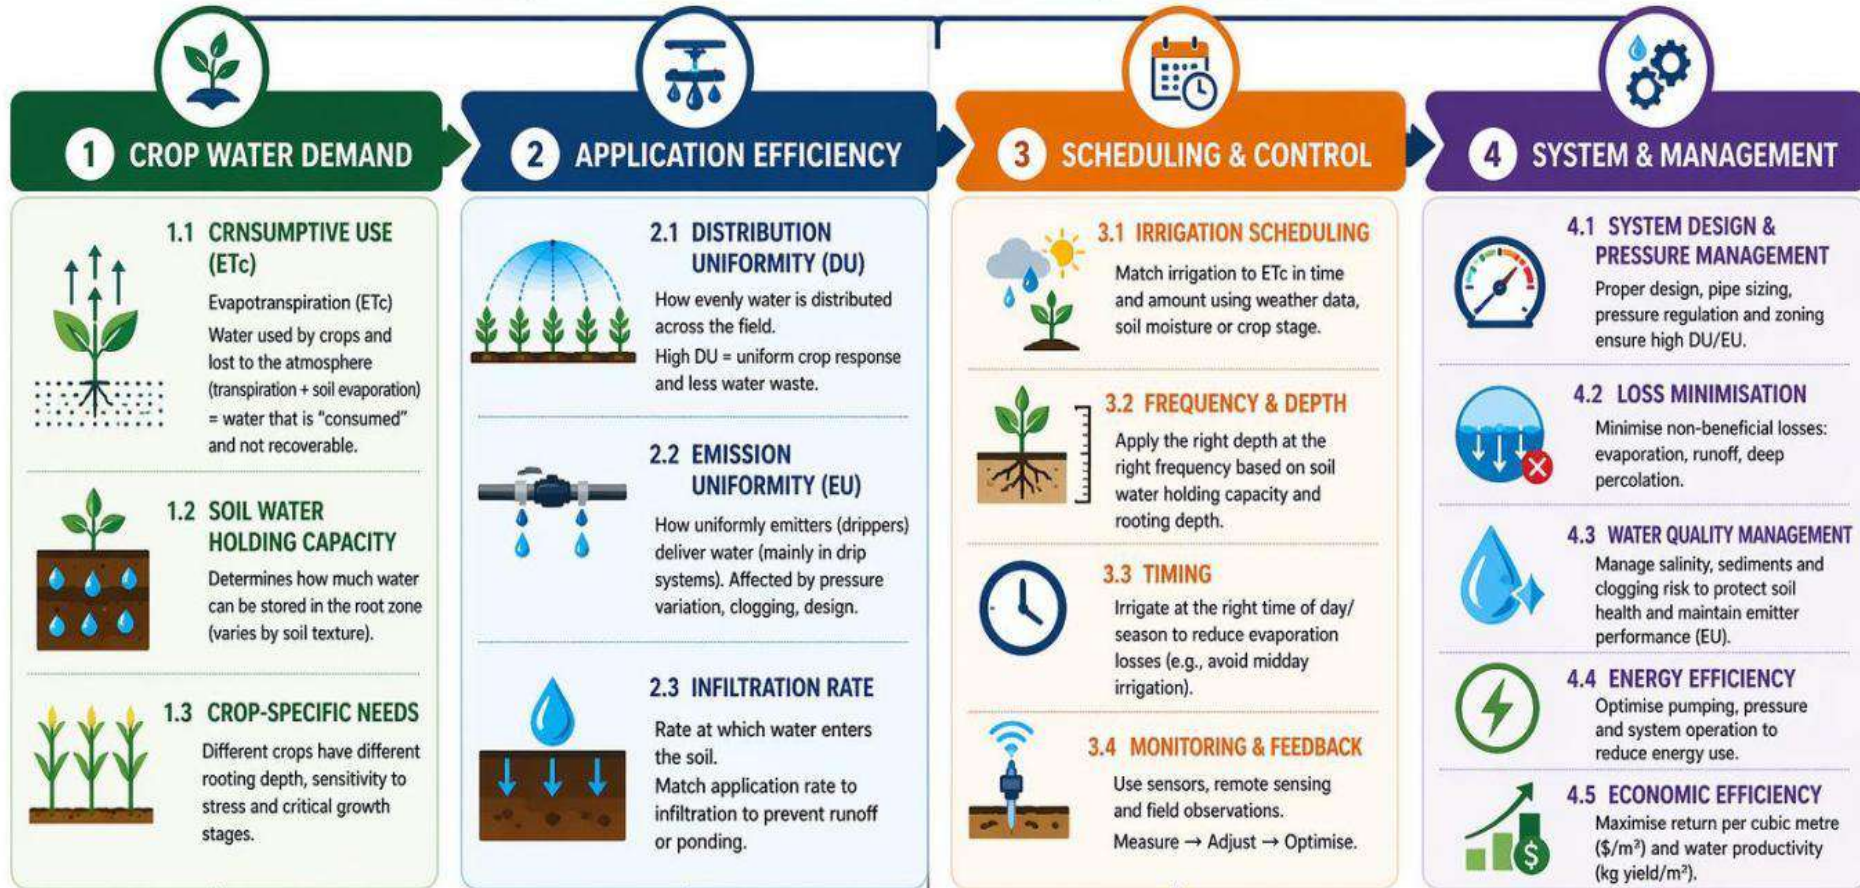 1 CROP WATER DEMAND
1.1 CRNSUMPTIVE USE
(ETc)
Evapotranspiration (ETc)
Water used by crops and
lost to the atmosphere
(transpiration + soil evaporation)
= water that is “consumed”
and not recoverable.
1.2 SOIL WATER
HOLDING CAPACITY
Determines how much water
can be stored in the root zone
(varies by soil texture).
1.3 CROP-SPECIFIC NEEDS
Different crops have different
rooting depth, sensitivity to
stress and critical growth
stages.
2 APPLICATION EFFICIENCY
2.1 DISTRIBUTION
UNIFORMITY (DU)
How evenly water is distributed
across the field.
High DU = uniform crop response
and less water waste.
2.2 EMISSION
UNIFORMITY (EU)
How uniformly emitters (drippers)
deliver water (mainly in drip
systems). Affected by pressure
variation, clogging, design.
2.3 INFILTRATION RATE
Rate at which water enters
the soil.
Match application rate to
infiltration to prevent runoff
or ponding.
3 SCHEDULING & CONTROL
3.1 IRRIGATION SCHEDULING
Match irrigation to ETc in time
and amount using weather data,
soil moisture or crop stage.
3.2 FREQUENCY & DEPTH
Apply the right depth at the
right frequency based on soil
water holding capacity and
rooting depth.
3.3 TIMING
Irrigate at the right time of day/
season to reduce evaporation
losses (e.g., avoid midday
irrigation).
3.4 MONITORING & FEEDBACK
Use sensors, remote sensing
and field observations.
Measure → Adjust → Optimise.
4 SYSTEM & MANAGEMENT
4.1 SYSTEM DESIGN &
PRESSURE MANAGEMENT
Proper design, pipe sizing,
pressure regulation and zoning
ensure high DU/EU.
4.2 LOSS MINIMISATION
Minimise non-beneficial losses:
evaporation, runoff, deep
percolation.
4.3 WATER QUALITY MANAGEMENT
Manage salinity, sediments and
clogging risk to protect soil
health and maintain emitter
performance (EU).
4.4 ENERGY EFFICIENCY
Optimise pumping, pressure
and system operation to
reduce energy use.
4.5 ECONOMIC EFFICIENCY
Maximise return per cubic metre
($/m³) and water productivity
(kg yield/m²).
$